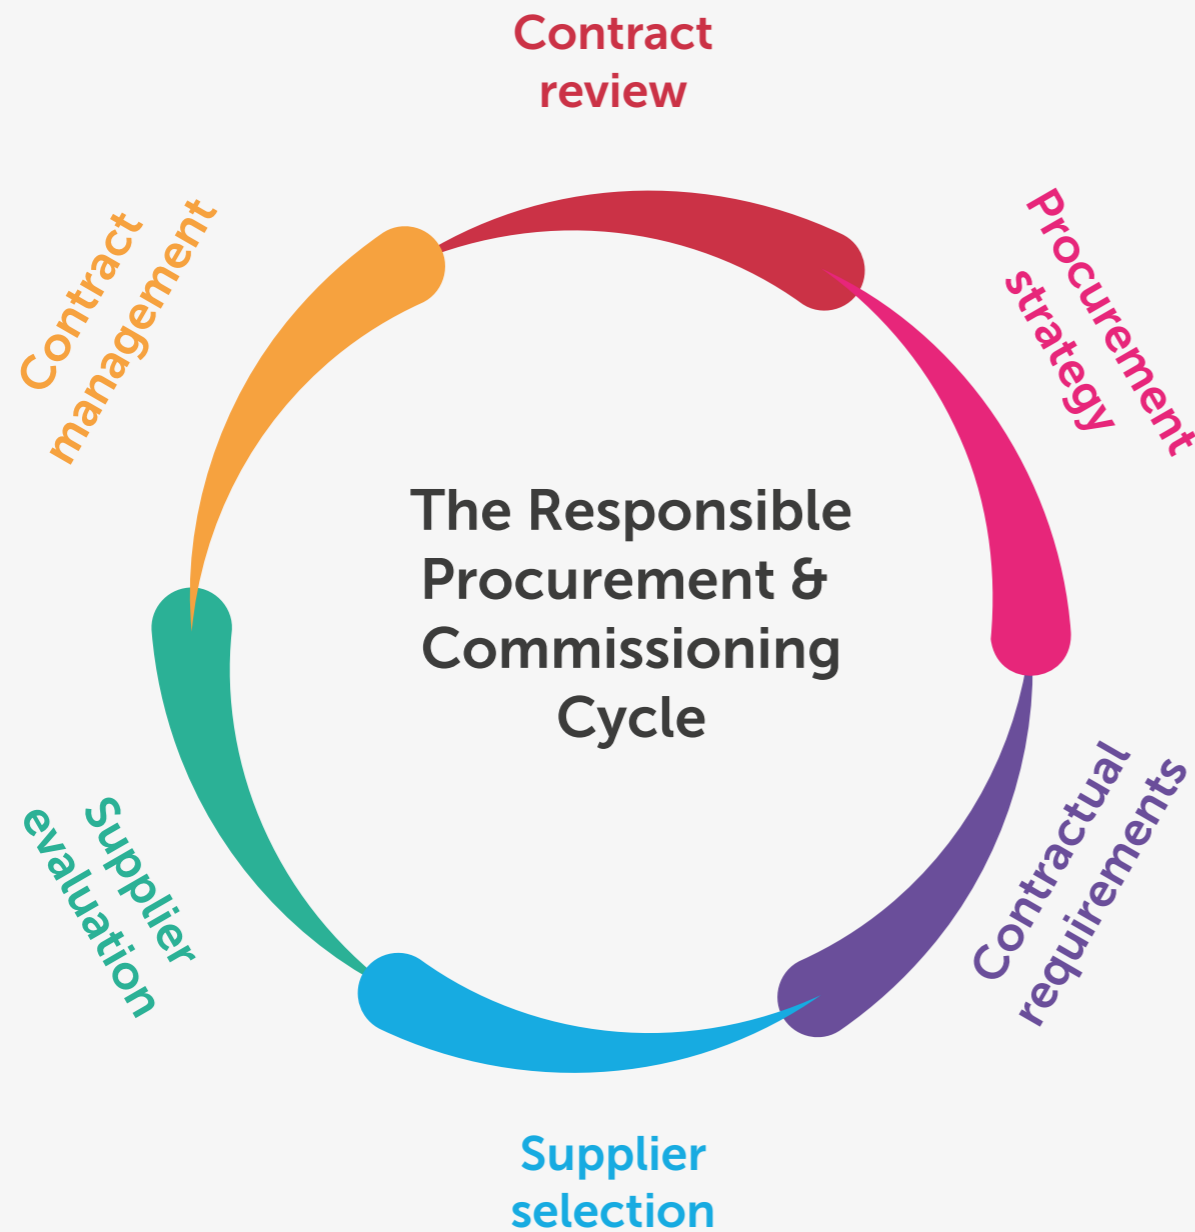 Contract
review
Procurement
strategy
Contractual
requirements
Supplier
selection
Supplier
evaluation
Contract
management
The Responsible
Procurement &
Commissioning
Cycle